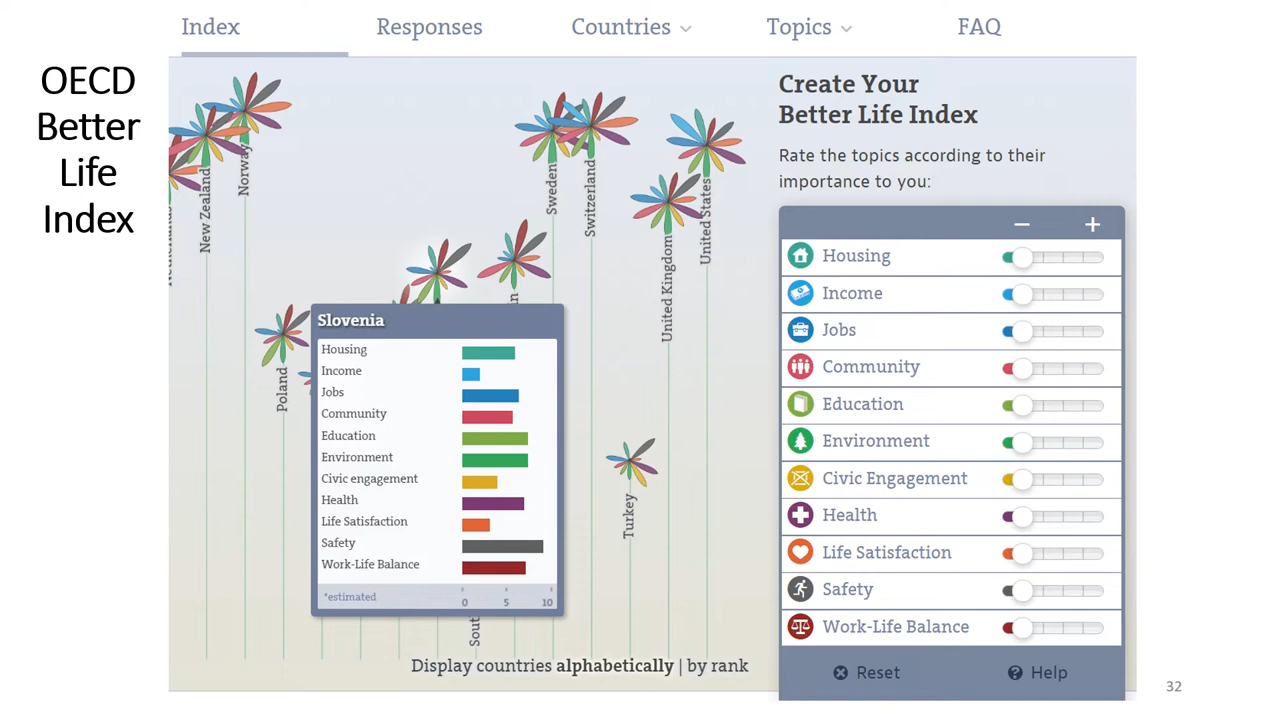 Index
Responses
Countries
Topics
FAQ
OECD
Better
Life
Index
New Zealand
Norway
Poland
Sweden
Switzerland
United Kingdom
United States
Turkey
Slovenia
Housing
Income
Jobs
Community
Education
Environment
Civic engagement
Health
Life Satisfaction
Safety
Work-Life Balance
*estimated
0 5 10
Display countries alphabetically | by rank
Create Your
Better Life Index
Rate the topics according to their
importance to you:
− +
Housing
Income
Jobs
Community
Education
Environment
Civic Engagement
Health
Life Satisfaction
Safety
Work-Life Balance
Reset
Help
32